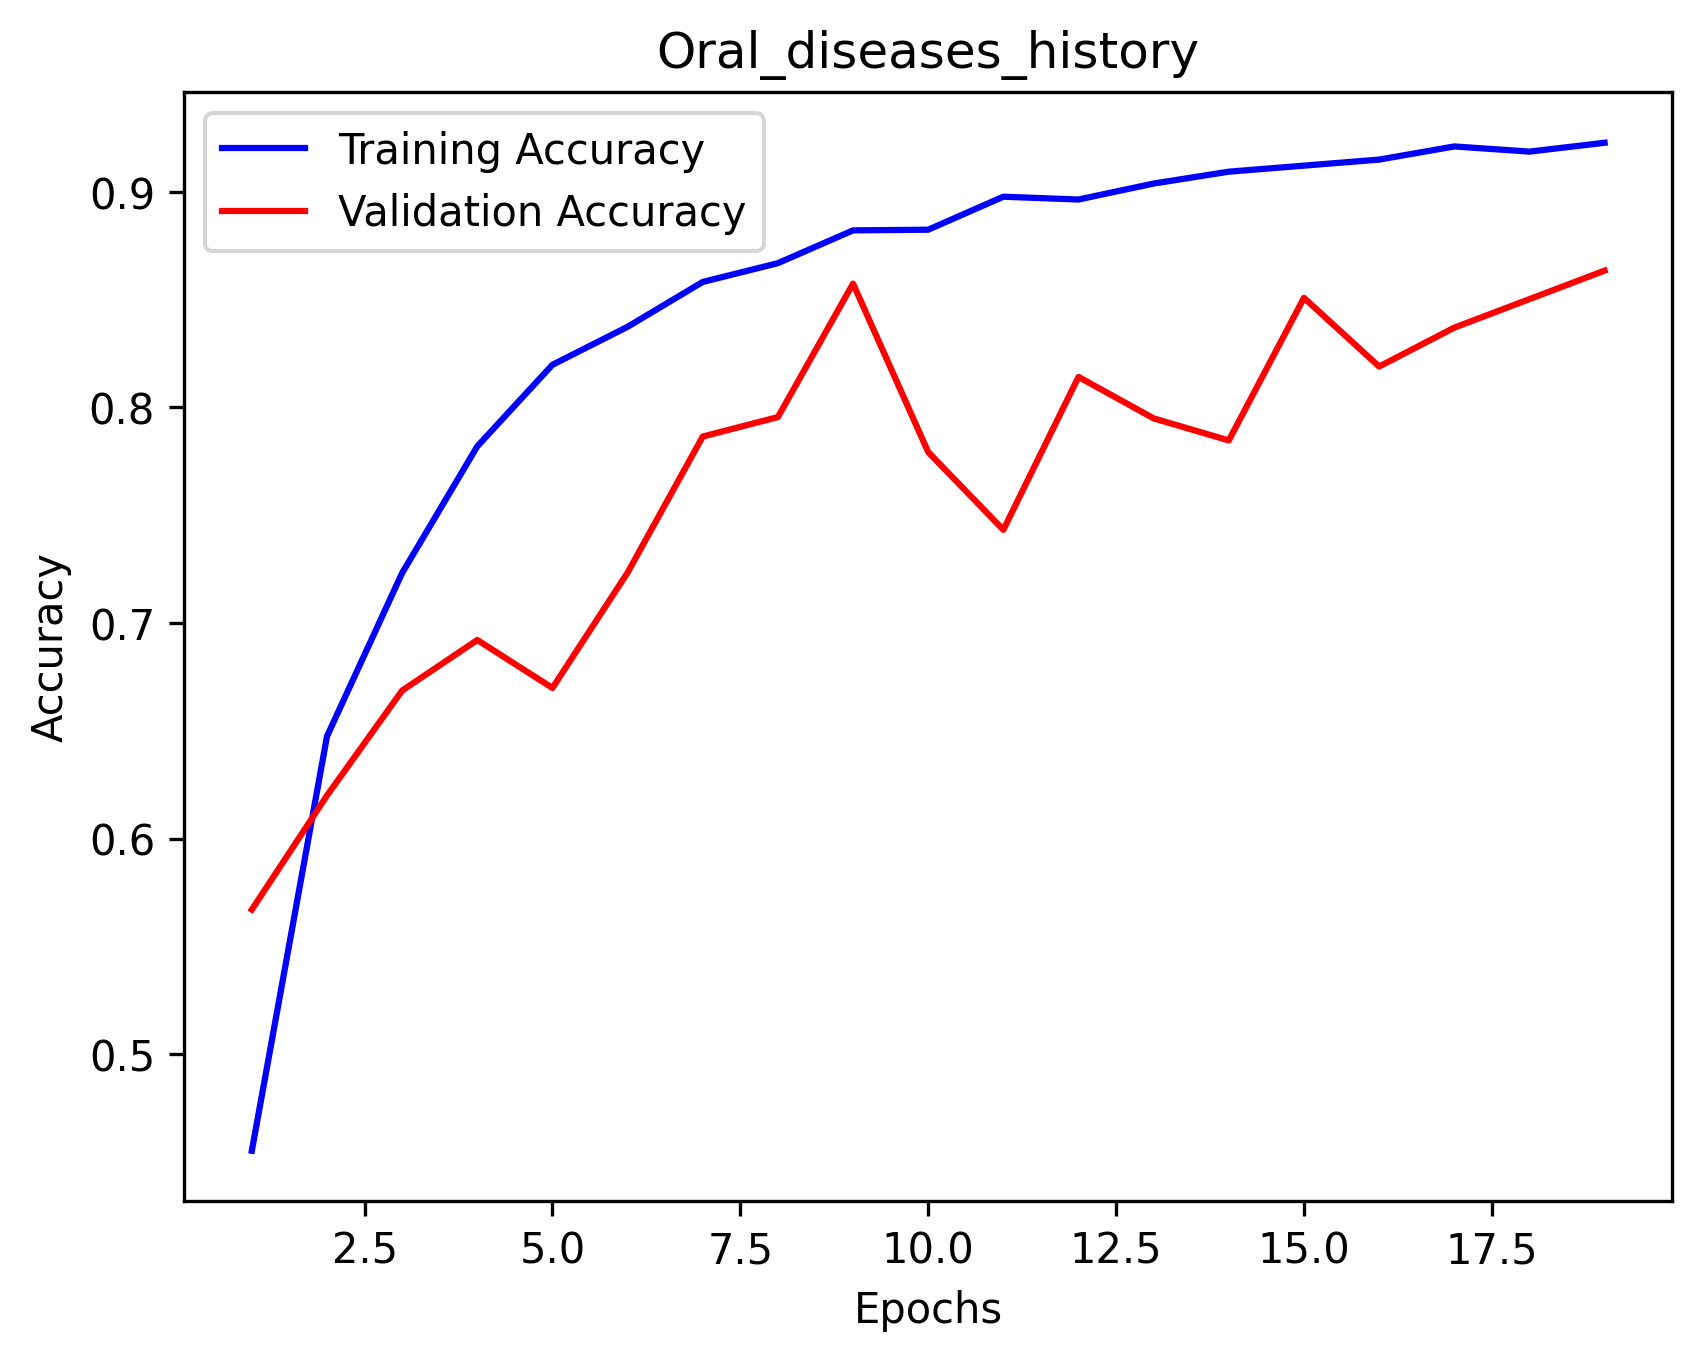 Oral_diseases_history
Training Accuracy
Validation Accuracy
0.9
0.8
0.7
0.6
0.5
Accuracy
2.5 5.0 7.5 10.0 12.5 15.0 17.5
Epochs